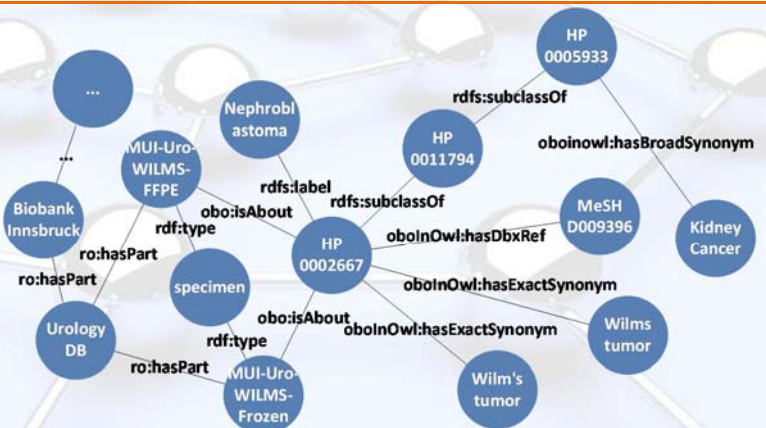 HP
0005933
...
rdfs:subclassOf
Nephrobl
astoma
HP
0011794
oboinowl:hasBroadSynonym
...
MUI-Uro-
WILMS-
FFPE
rdfs:label
rdfs:subclassOf
MeSH
D009396
Biobank
Innsbruck
obo:isAbout
rdf:type
Kidney
Cancer
HP
0002667
oboInOwl:hasDbxRef
ro:hasPart
ro:hasPart
specimen
oboInOwl:hasExactSynonym
obo:isAbout
oboInOwl:hasExactSynonym
Wilms
tumor
Urology
DB
rdf:type
ro:hasPart
MUI-Uro-
WILMS-
Frozen
Wilm's
tumor